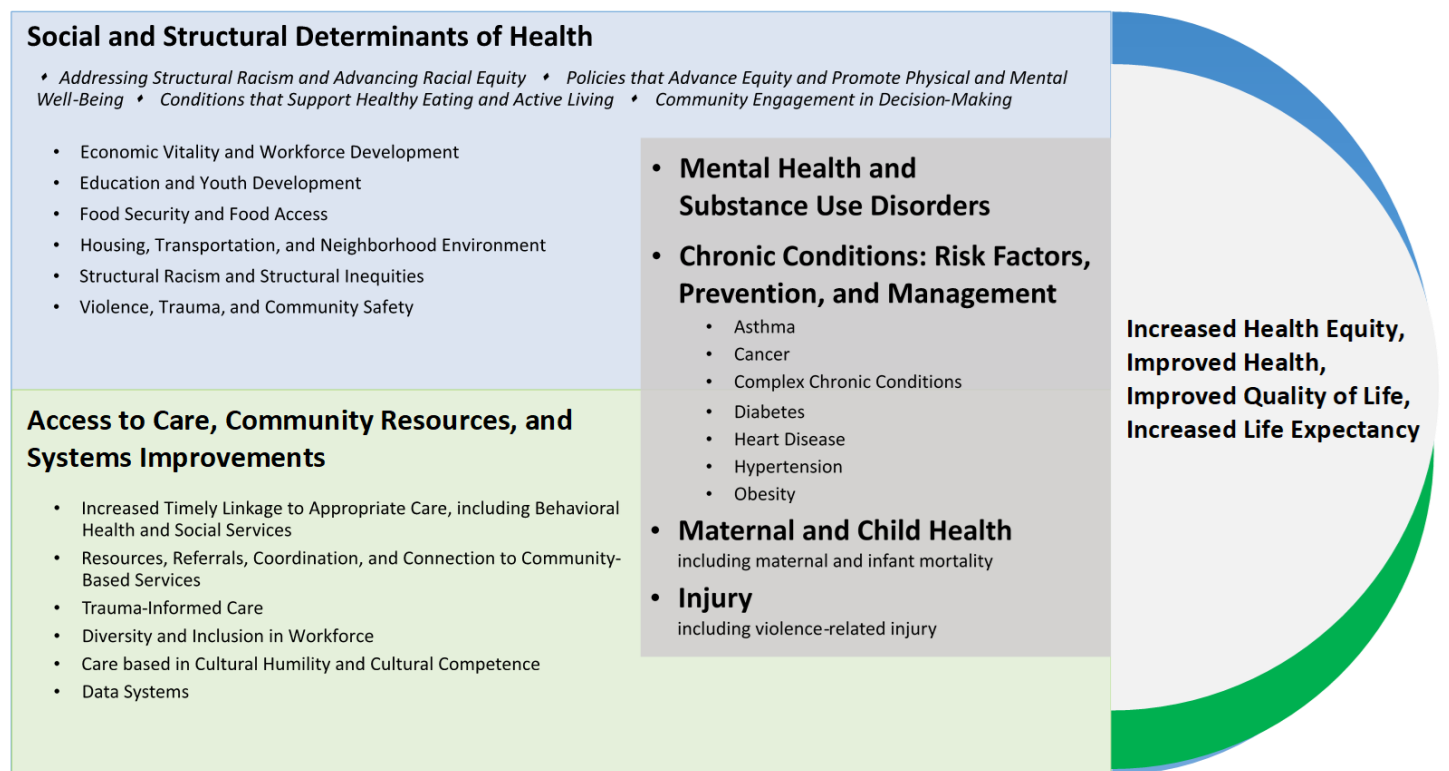 Social and Structural Determinants of Health
⬧ Addressing Structural Racism and Advancing Racial Equity ⬧ Policies that Advance Equity and Promote Physical and Mental
Well-Being ⬧ Conditions that Support Healthy Eating and Active Living ⬧ Community Engagement in Decision-Making
• Economic Vitality and Workforce Development
• Education and Youth Development
• Food Security and Food Access
• Housing, Transportation, and Neighborhood Environment
• Structural Racism and Structural Inequities
• Violence, Trauma, and Community Safety
Access to Care, Community Resources, and
Systems Improvements
• Increased Timely Linkage to Appropriate Care, including Behavioral
Health and Social Services
• Resources, Referrals, Coordination, and Connection to Community-
Based Services
• Trauma-Informed Care
• Diversity and Inclusion in Workforce
• Care based in Cultural Humility and Cultural Competence
• Data Systems
• Mental Health and
Substance Use Disorders
• Chronic Conditions: Risk Factors,
Prevention, and Management
• Asthma
• Cancer
• Complex Chronic Conditions
• Diabetes
• Heart Disease
• Hypertension
• Obesity
• Maternal and Child Health
including maternal and infant mortality
• Injury
including violence-related injury
Increased Health Equity,
Improved Health,
Improved Quality of Life,
Increased Life Expectancy